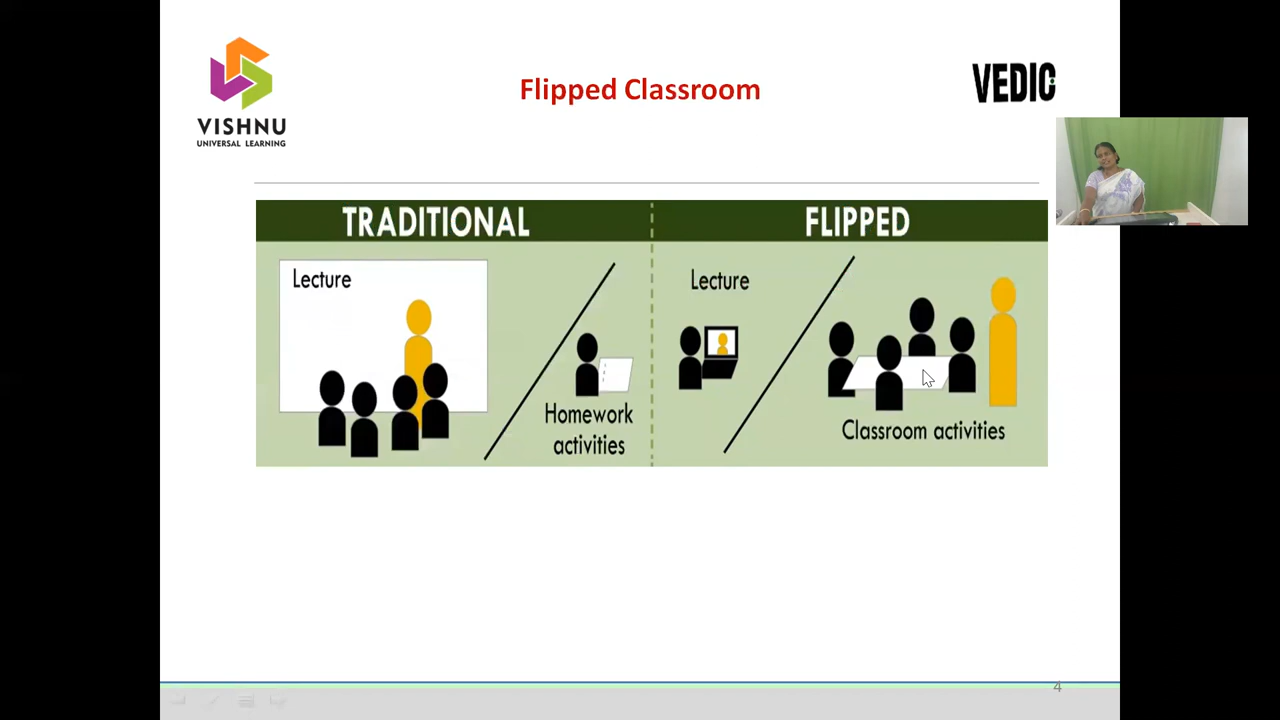 VISHNU
UNIVERSAL LEARNING
Flipped Classroom
VEDIC
TRADITIONAL
FLIPPED
Lecture
Homework
activities
Lecture
Classroom activities
4